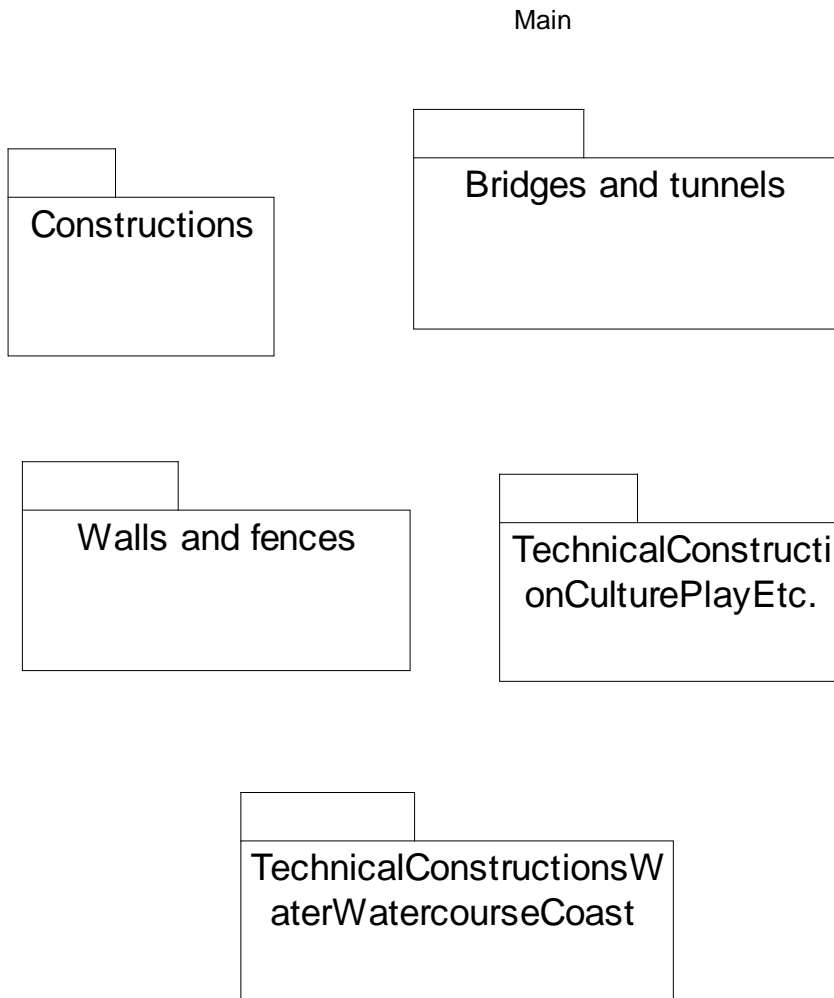 Main
Constructions
Bridges and tunnels
Walls and fences
TechnicalConstructi
onCulturePlayEtc.
TechnicalConstructionsW
aterWatercourseCoast